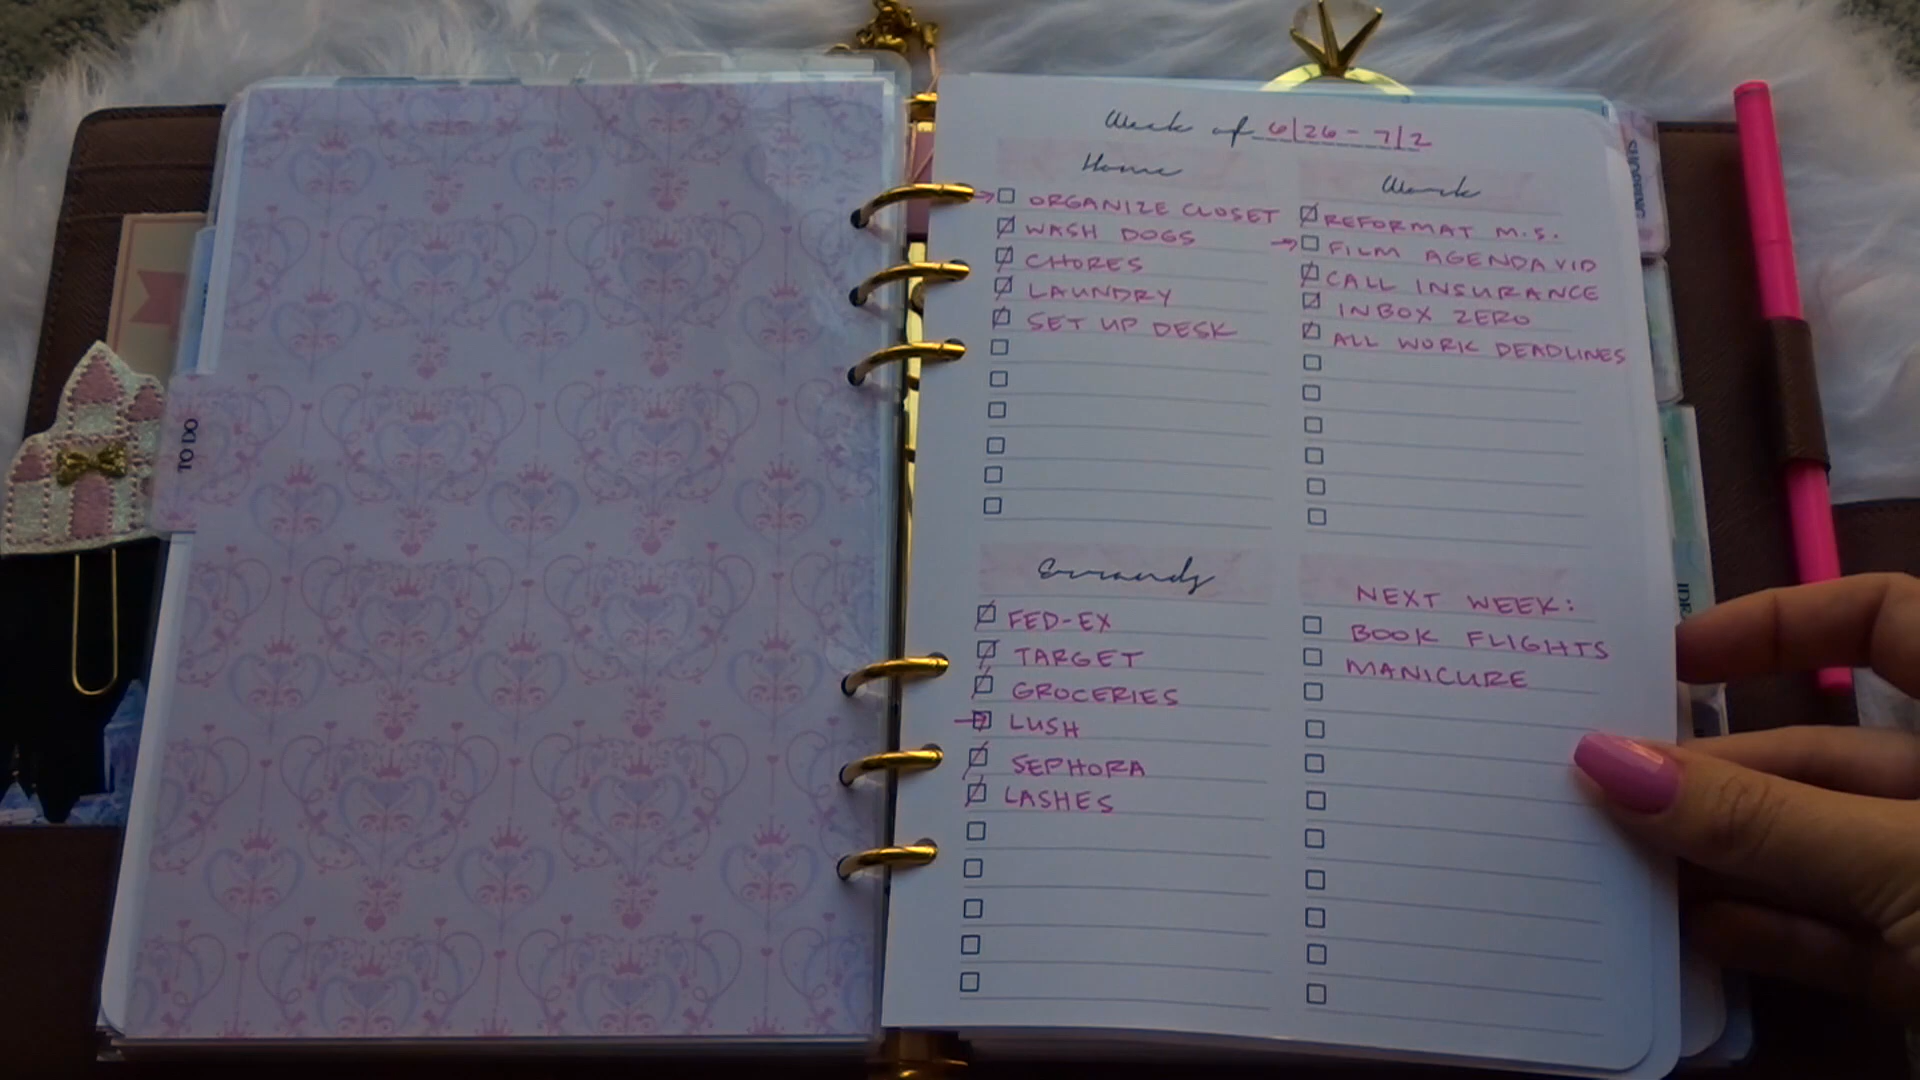 Week of 6/26 - 7/2
Home
ORGANIZE CLOSET
WASH DOGS
CHORES
LAUNDRY
SET UP DESK
Work
REFORMAT M.S.
FILM AGENDA VID
CALL INSURANCE
INBOX ZERO
ALL WORK DEADLINES
Errands
FED-EX
TARGET
GROCERIES
LUSH
SEPHORA
LASHES
NEXT WEEK:
BOOK FLIGHTS
MANICURE
TO DO